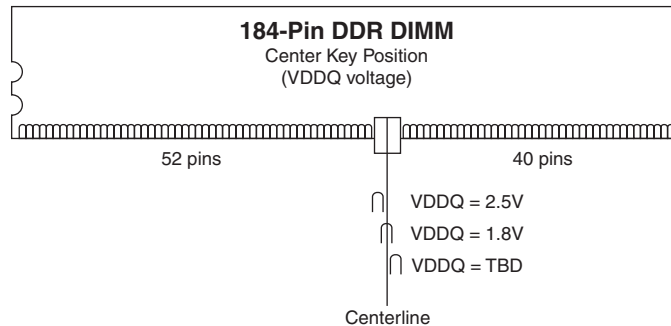 184-Pin DDR DIMM
Center Key Position
(VDDQ voltage)
52 pins
40 pins
VDDQ = 2.5V
VDDQ = 1.8V
VDDQ = TBD
Centerline